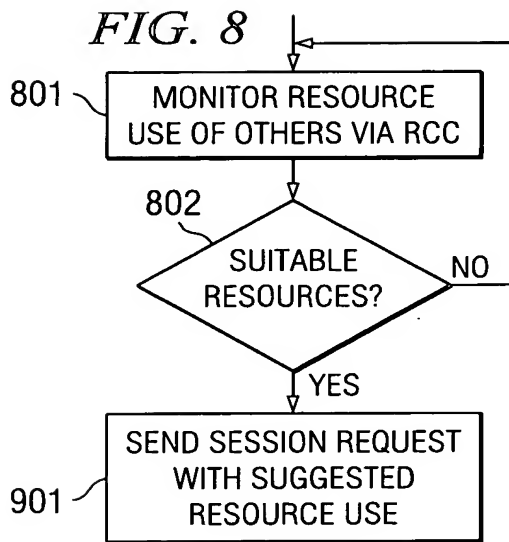 FIG. 8
801
MONITOR RESOURCE
USE OF OTHERS VIA RCC
802
SUITABLE
RESOURCES?
NO
YES
901
SEND SESSION REQUEST
WITH SUGGESTED
RESOURCE USE